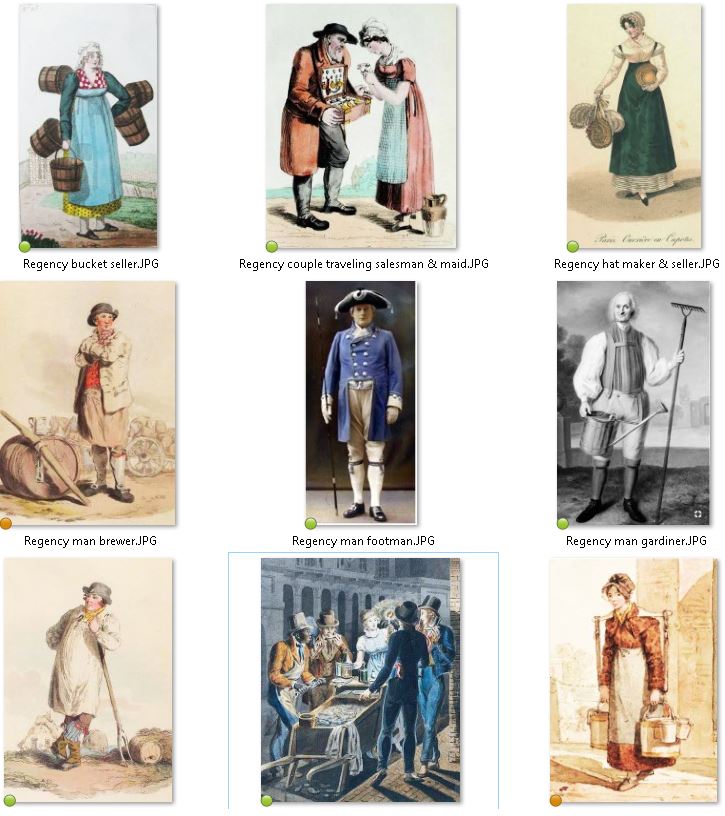 Regency bucket seller.JPG
Regency couple traveling salesman & maid.JPG
Paris. Ouvrière en Capotes.
Regency hat maker & seller.JPG
Regency man brewer.JPG
Regency man footman.JPG
Regency man gardiner.JPG